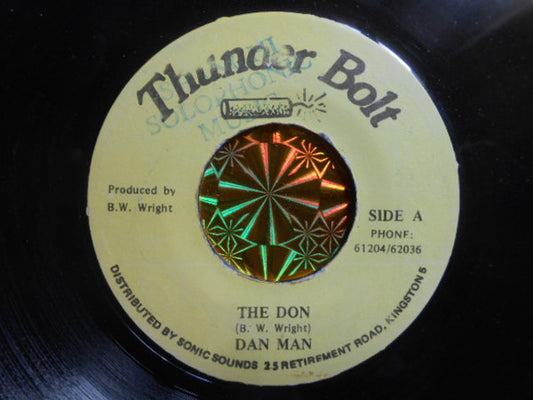 Thunder Bolt
SOLOPHONIC
MUSIC
Produced by
B.W. Wright
SIDE A
PHONE:
61204/62036
THE DON
(B. W. Wright)
DAN MAN
DISTRIBUTED BY SONIC SOUNDS 25 RETIREMENT ROAD, KINGSTON 5